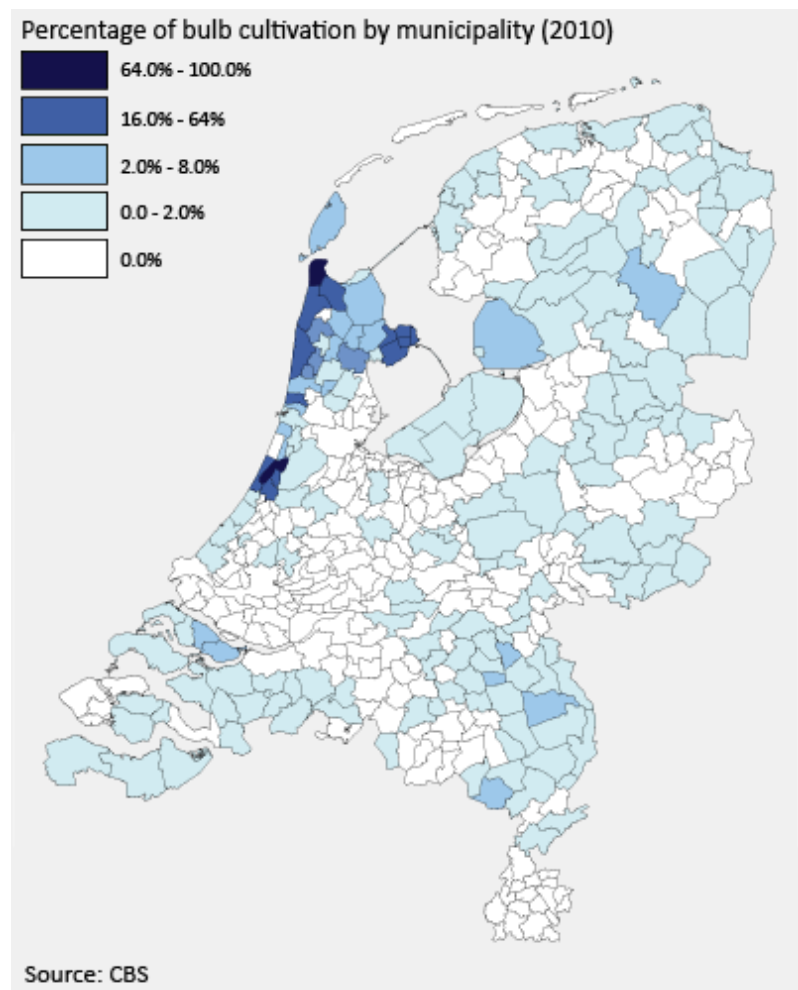 Percentage of bulb cultivation by municipality (2010)
64.0% - 100.0%
16.0% - 64%
2.0% - 8.0%
0.0 - 2.0%
0.0%
Source: CBS